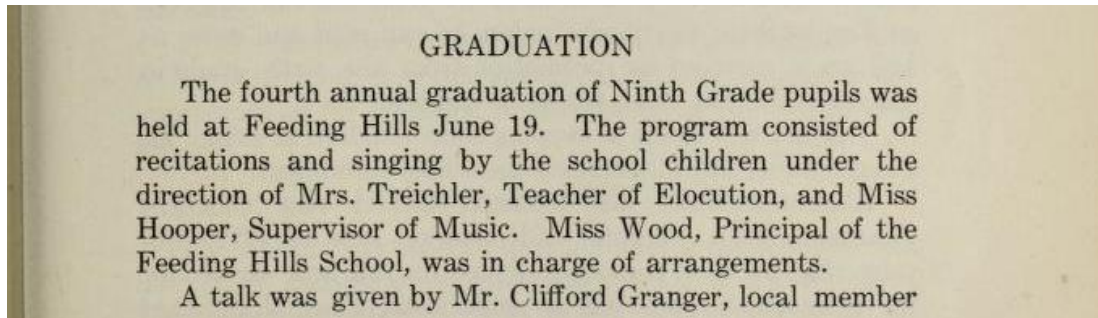 GRADUATION
The fourth annual graduation of Ninth Grade pupils was
held at Feeding Hills June 19. The program consisted of
recitations and singing by the school children under the
direction of Mrs. Treichler, Teacher of Elocution, and Miss
Hooper, Supervisor of Music. Miss Wood, Principal of the
Feeding Hills School, was in charge of arrangements.
A talk was given by Mr. Clifford Granger, local member